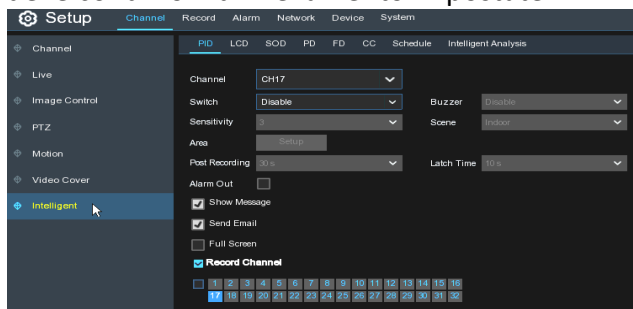 Setup Channel Record Alarm Network Device System
PID LCD SOD PD FD CC Schedule Intelligent Analysis
Channel
Live
Image Control
PTZ
Motion
Video Cover
Intelligent
Channel CH17
Switch Disable Buzzer Disable
Sensitivity 3 Scene Indoor
Area Setup
Post Recording 30 s Latch Time 10 s
Alarm Out
Show Message
Send Email
Full Screen
Record Channel
1 2 3 4 5 6 7 8 9 10 11 12 13 14 15 16
17 18 19 20 21 22 23 24 25 26 27 28 29 30 31 32